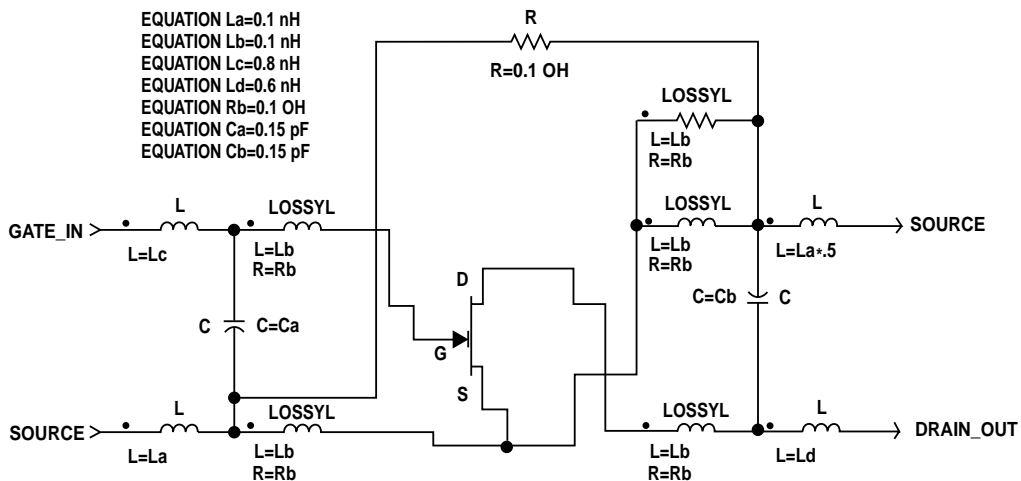 EQUATION La=0.1 nH
EQUATION Lb=0.1 nH
EQUATION Lc=0.8 nH
EQUATION Ld=0.6 nH
EQUATION Rb=0.1 OH
EQUATION Ca=0.15 pF
EQUATION Cb=0.15 pF
R
R=0.1 OH
LOSSYL
L=Lb
R=Rb
GATE_IN
L
L=Lc
LOSSYL
L=Lb
R=Rb
LOSSYL
L=Lb
R=Rb
L
L=La*.5
SOURCE
C
C=Ca
D
G
S
C=Cb
C
SOURCE
L
L=La
LOSSYL
L=Lb
R=Rb
LOSSYL
L=Lb
R=Rb
L
L=Ld
DRAIN_OUT